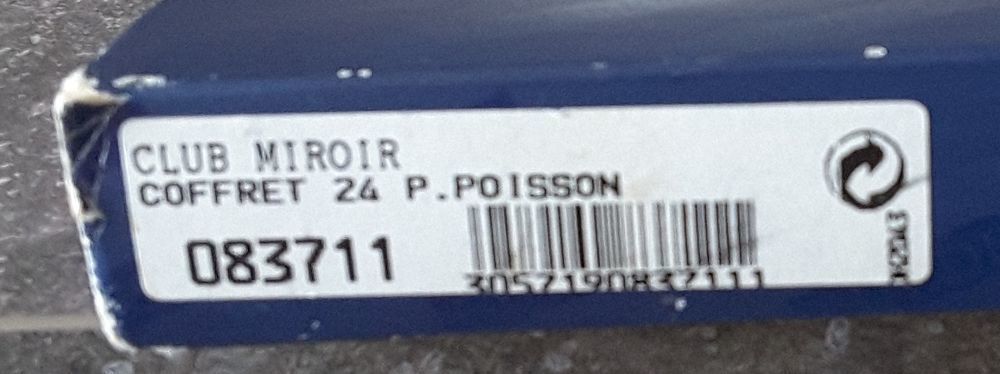 CLUB MIROIR
COFFRET 24 P.POISSON
083711
3057190837111